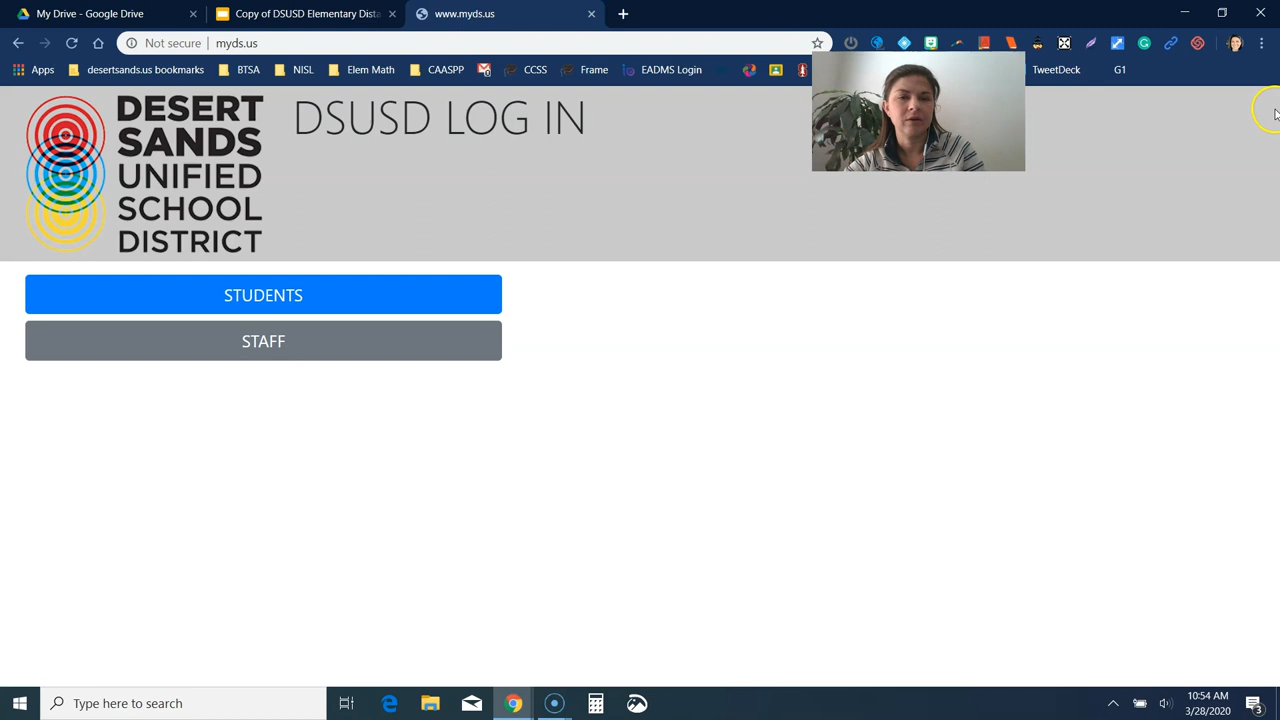 My Drive - Google Drive
Copy of DSUSD Elementary Dista
www.myds.us
Not secure
myds.us
Apps
desertsands.us bookmarks
BTSA
NISL
Elem Math
CAASPP
CCSS
Frame
EADMS Login
TweetDeck
G1
DESERT
SANDS
UNIFIED
SCHOOL
DISTRICT
DSUSD LOG IN
STUDENTS
STAFF
Type here to search
10:54 AM
3/28/2020
3